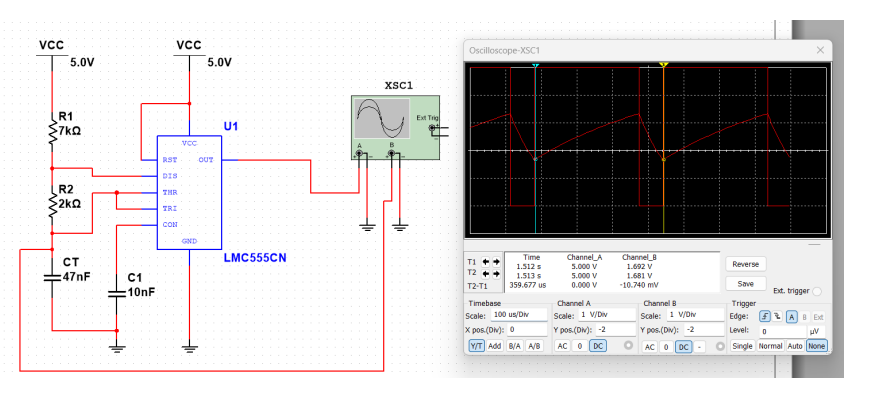 VCC
5.0V
VCC
5.0V
R1
7kΩ
R2
2kΩ
CT
47nF
C1
10nF
U1
VCC
RST
OUT
DIS
THR
TRI
CON
GND
LMC555CN
XSC1
Ext Trig
A
B
Oscilloscope-XSC1
Time Channel_A Channel_B
T1 1.512 s 5.000 V 1.692 V
T2 1.513 s 5.000 V 1.681 V
T2-T1 359.677 us 0.000 V -10.740 mV
Reverse
Save
Ext. trigger
Timebase
Scale: 100 us/Div
X pos.(Div): 0
Y/T Add B/A A/B
Channel A
Scale: 1 V/Div
Y pos.(Div): -2
AC 0 DC
Channel B
Scale: 1 V/Div
Y pos.(Div): -2
AC 0 DC -
Trigger
Edge: A B Ext
Level: 0 µV
Single Normal Auto None